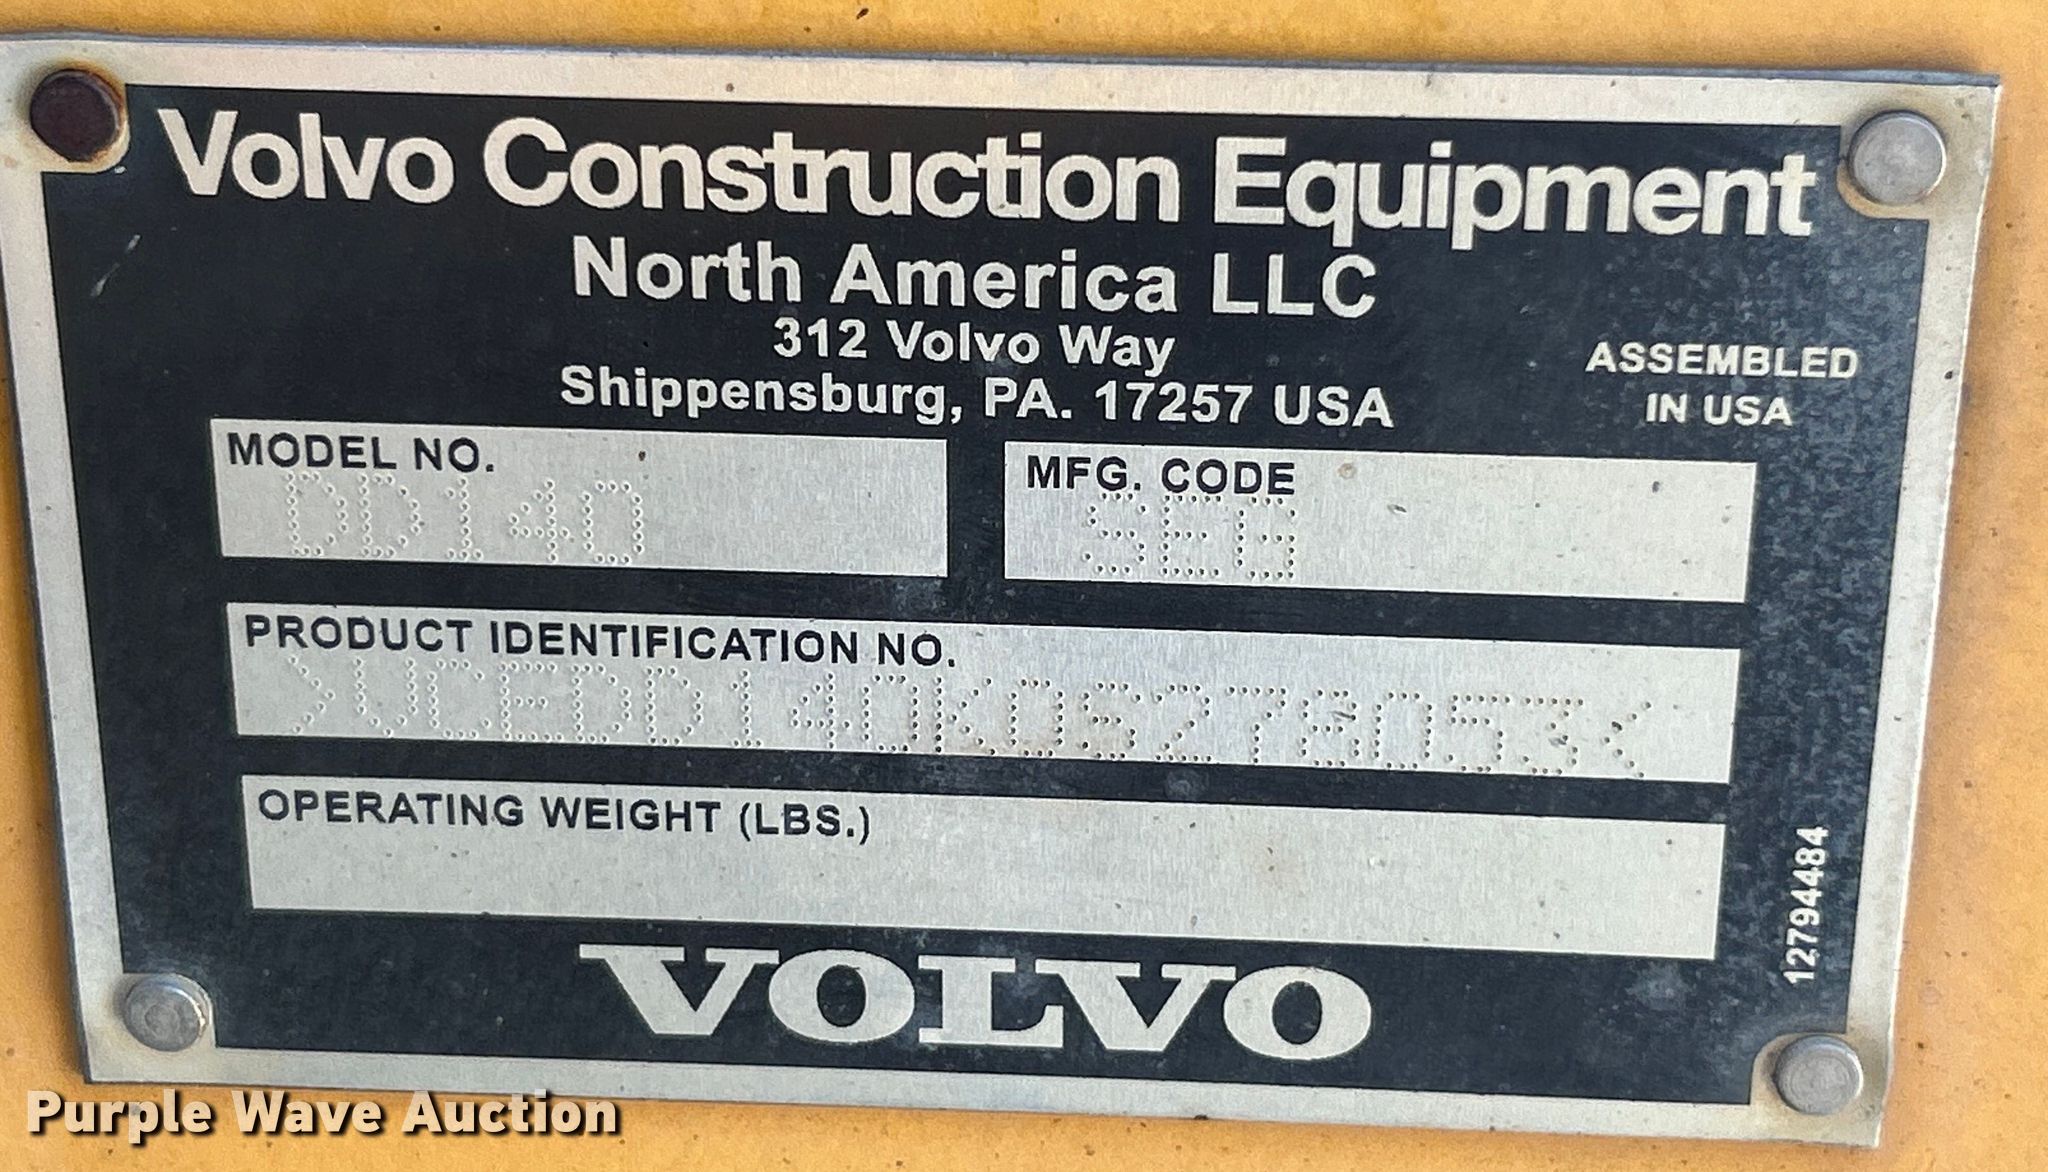 Volvo Construction Equipment
North America LLC
312 Volvo Way
Shippensburg, PA. 17257 USA
ASSEMBLED
IN USA
MODEL NO.
DD140
MFG. CODE
SEG
PRODUCT IDENTIFICATION NO.
>VCEDD140K0S278053<
OPERATING WEIGHT (LBS.)
12794484
VOLVO
Purple Wave Auction